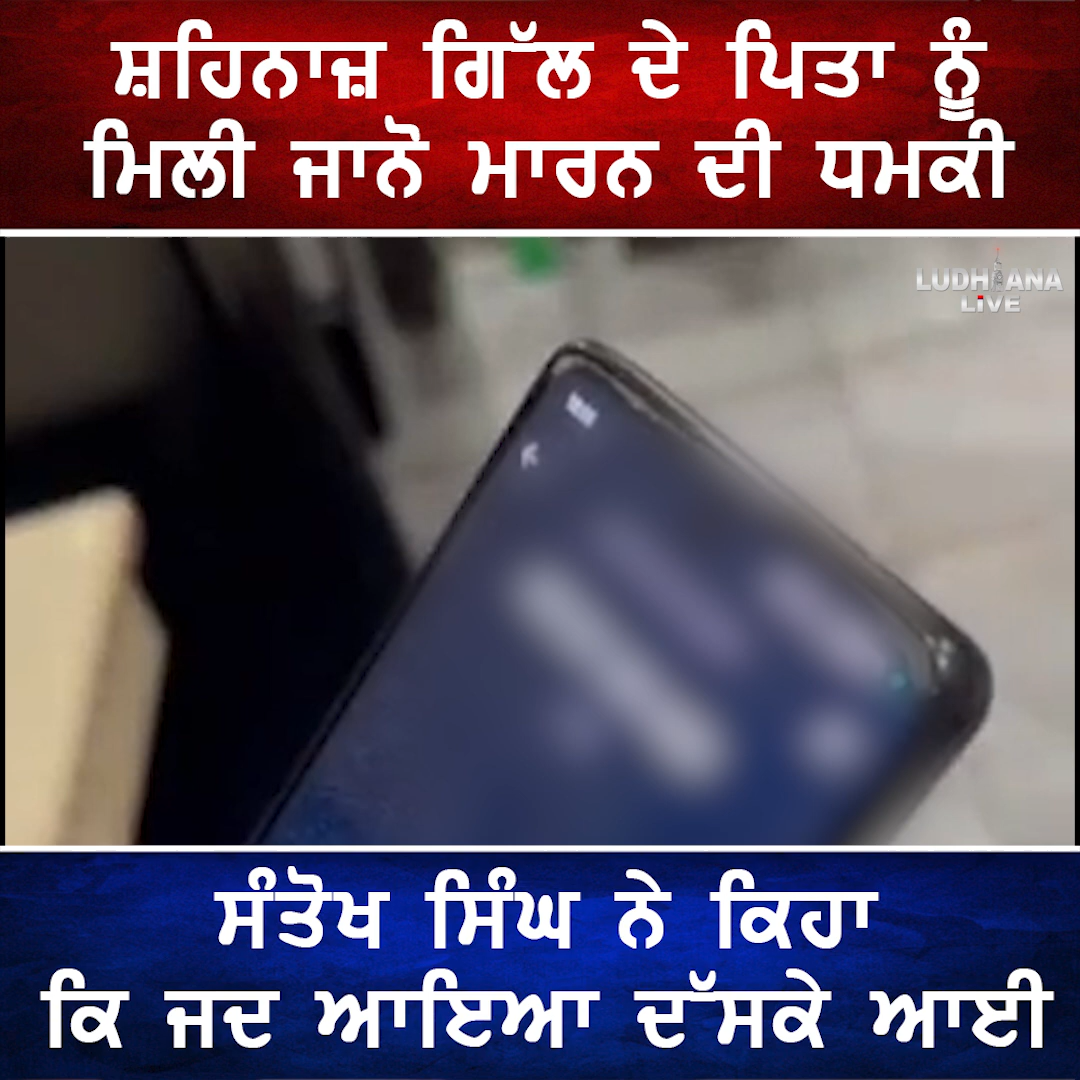 ਸ਼ਹਿਨਾਜ਼ ਗਿੱਲ ਦੇ ਪਿਤਾ ਨੂੰ
ਮਿਲੀ ਜਾਨੋ ਮਾਰਨ ਦੀ ਧਮਕੀ
LUDHIANA
LiVE
ਸੰਤੋਖ ਸਿੰਘ ਨੇ ਕਿਹਾ
ਕਿ ਜਦ ਆਇਆ ਦੱਸਕੇ ਆਈ